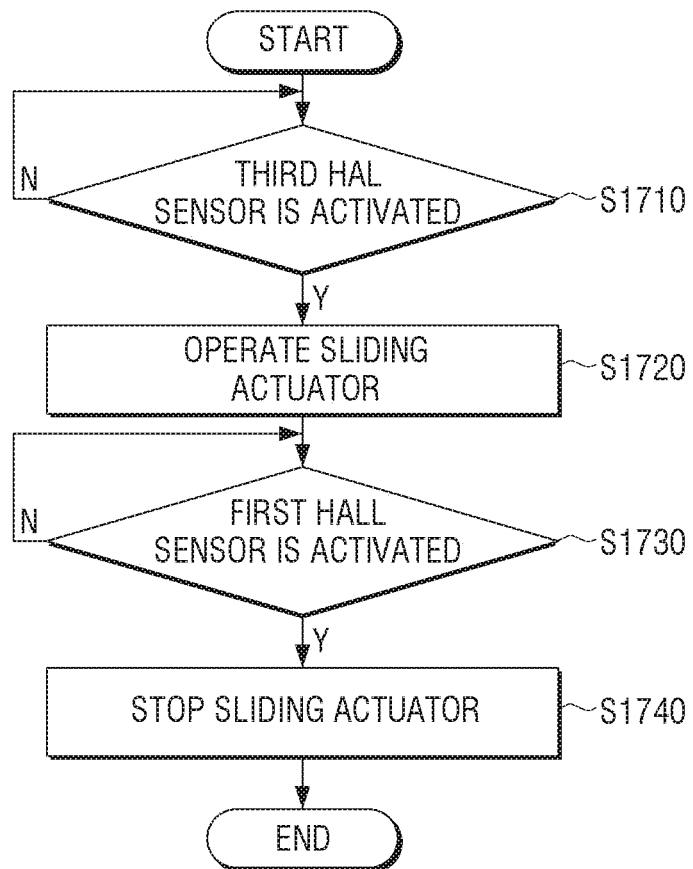 START
N
THIRD HAL
SENSOR IS ACTIVATED
S1710
Y
OPERATE SLIDING
ACTUATOR
S1720
N
FIRST HALL
SENSOR IS ACTIVATED
S1730
Y
STOP SLIDING ACTUATOR
S1740
END